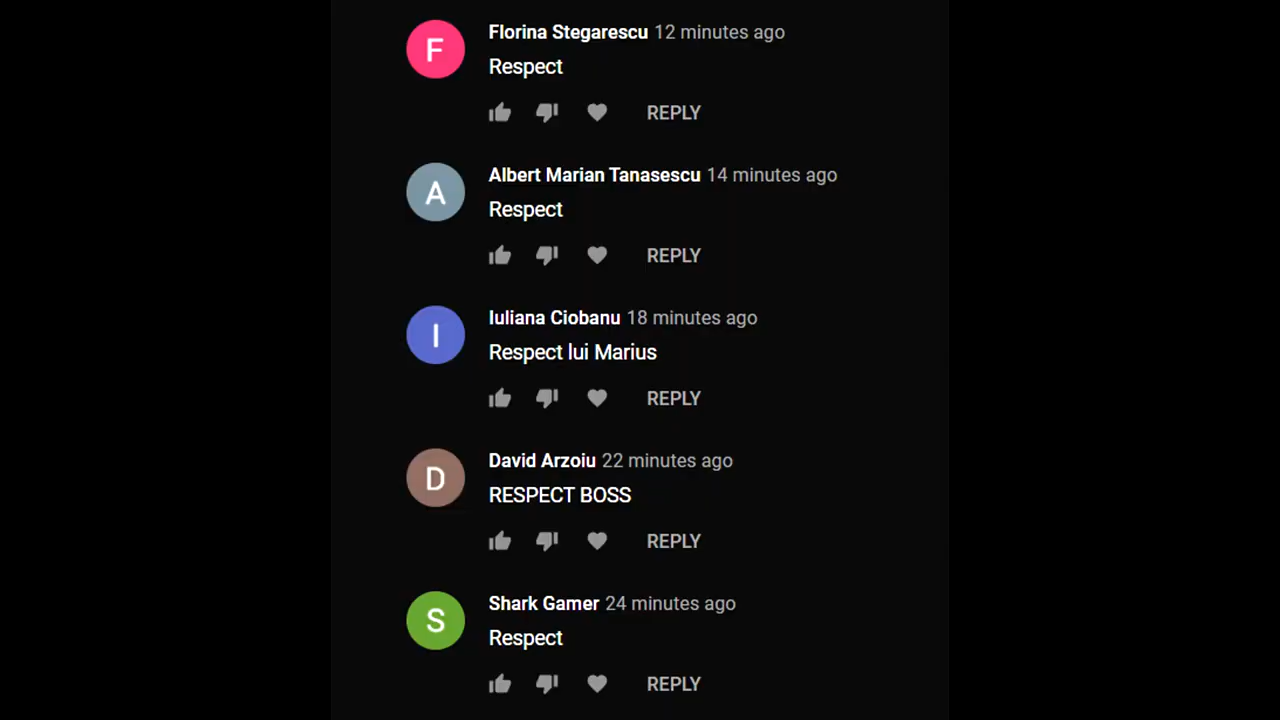 F
Florina Stegarescu 12 minutes ago
Respect
REPLY
A
Albert Marian Tanasescu 14 minutes ago
Respect
REPLY
I
Iuliana Ciobanu 18 minutes ago
Respect lui Marius
REPLY
D
David Arzoiu 22 minutes ago
RESPECT BOSS
REPLY
S
Shark Gamer 24 minutes ago
Respect
REPLY